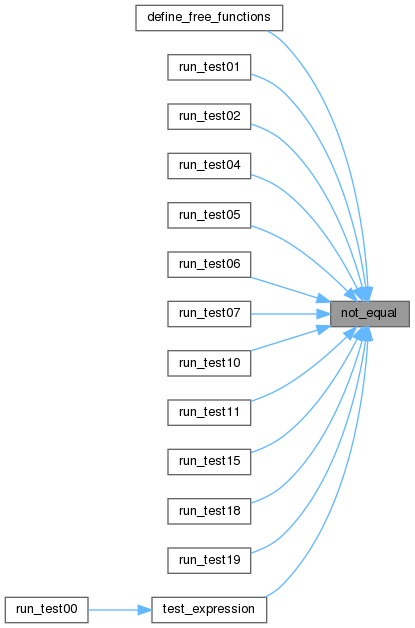 define_free_functions
run_test01
run_test02
run_test04
run_test05
run_test06
not_equal
run_test07
run_test10
run_test11
run_test15
run_test18
run_test19
run_test00
test_expression